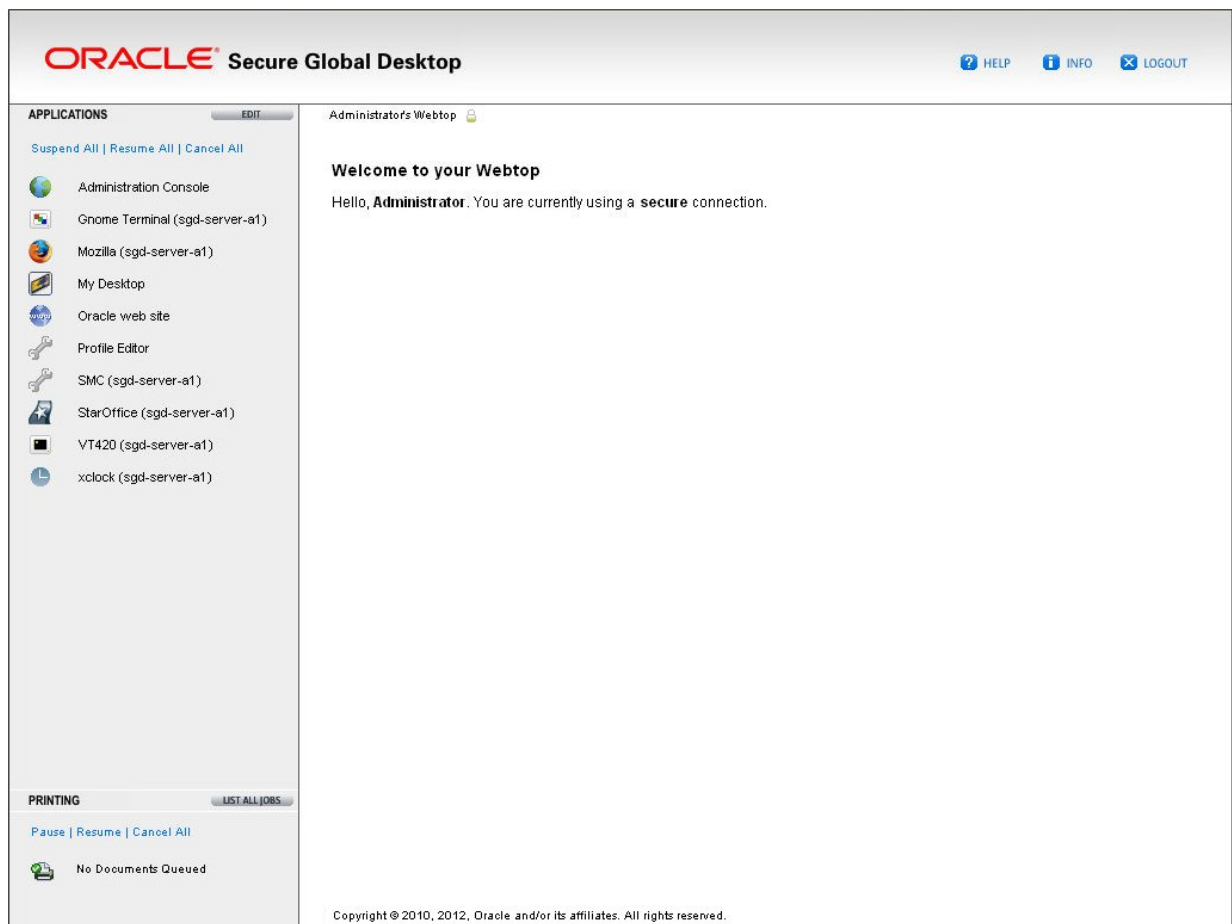 ORACLE Secure Global Desktop
HELP INFO LOGOUT
APPLICATIONS EDIT
Suspend All | Resume All | Cancel All
Administration Console
Gnome Terminal (sgd-server-a1)
Mozilla (sgd-server-a1)
My Desktop
Oracle web site
Profile Editor
SMC (sgd-server-a1)
StarOffice (sgd-server-a1)
VT420 (sgd-server-a1)
xclock (sgd-server-a1)
PRINTING LIST ALL JOBS
Pause | Resume | Cancel All
No Documents Queued
Administrator's Webtop
Welcome to your Webtop
Hello, Administrator. You are currently using a secure connection.
Copyright © 2010, 2012, Oracle and/or its affiliates. All rights reserved.